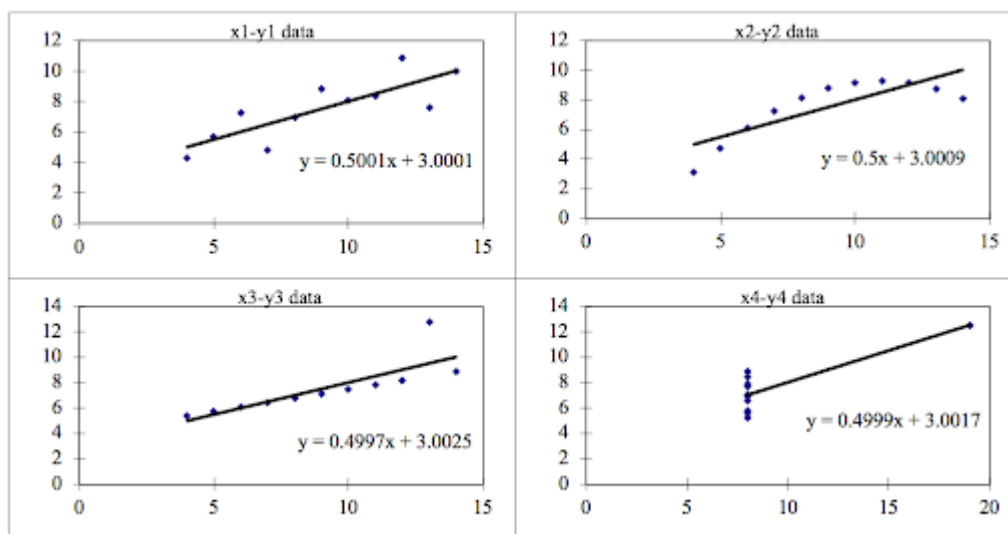 x1-y1 data
12
10
8
6
4
2
0
y = 0.5001x + 3.0001
0 5 10 15
x2-y2 data
12
10
8
6
4
2
0
y = 0.5x + 3.0009
0 5 10 15
x3-y3 data
14
12
10
8
6
4
2
0
y = 0.4997x + 3.0025
0 5 10 15
x4-y4 data
14
12
10
8
6
4
2
0
y = 0.4999x + 3.0017
0 5 10 15 20